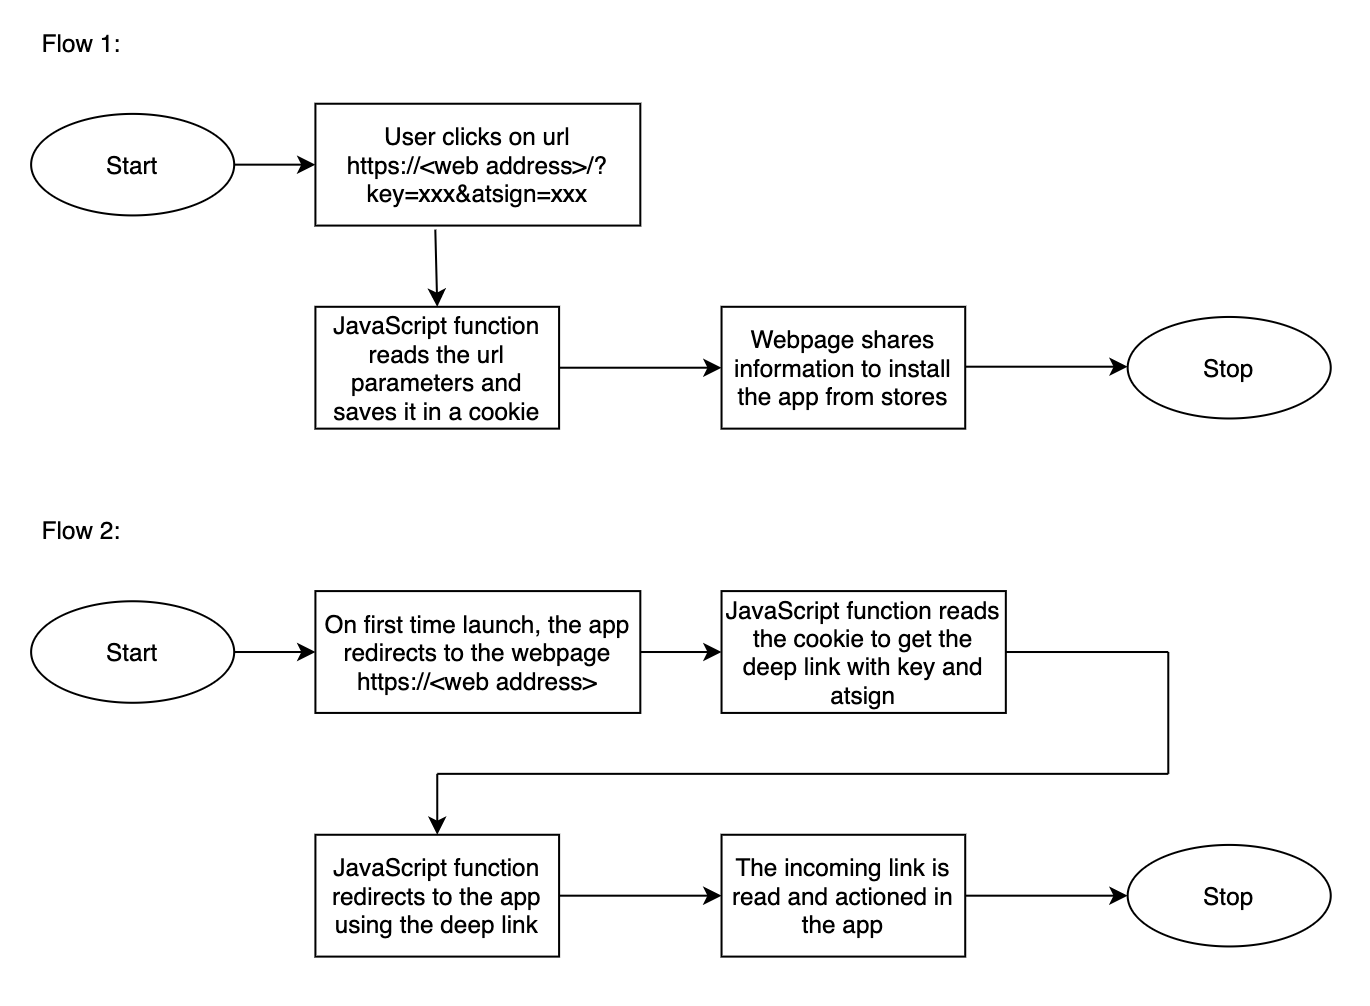 Flow 1:
Start
User clicks on url
https://<web address>/?
key=xxx&atsign=xxx
JavaScript function
reads the url
parameters and
saves it in a cookie
Webpage shares
information to install
the app from stores
Stop
Flow 2:
Start
On first time launch, the app
redirects to the webpage
https://<web address>
JavaScript function reads
the cookie to get the
deep link with key and
atsign
JavaScript function
redirects to the app
using the deep link
The incoming link is
read and actioned in
the app
Stop